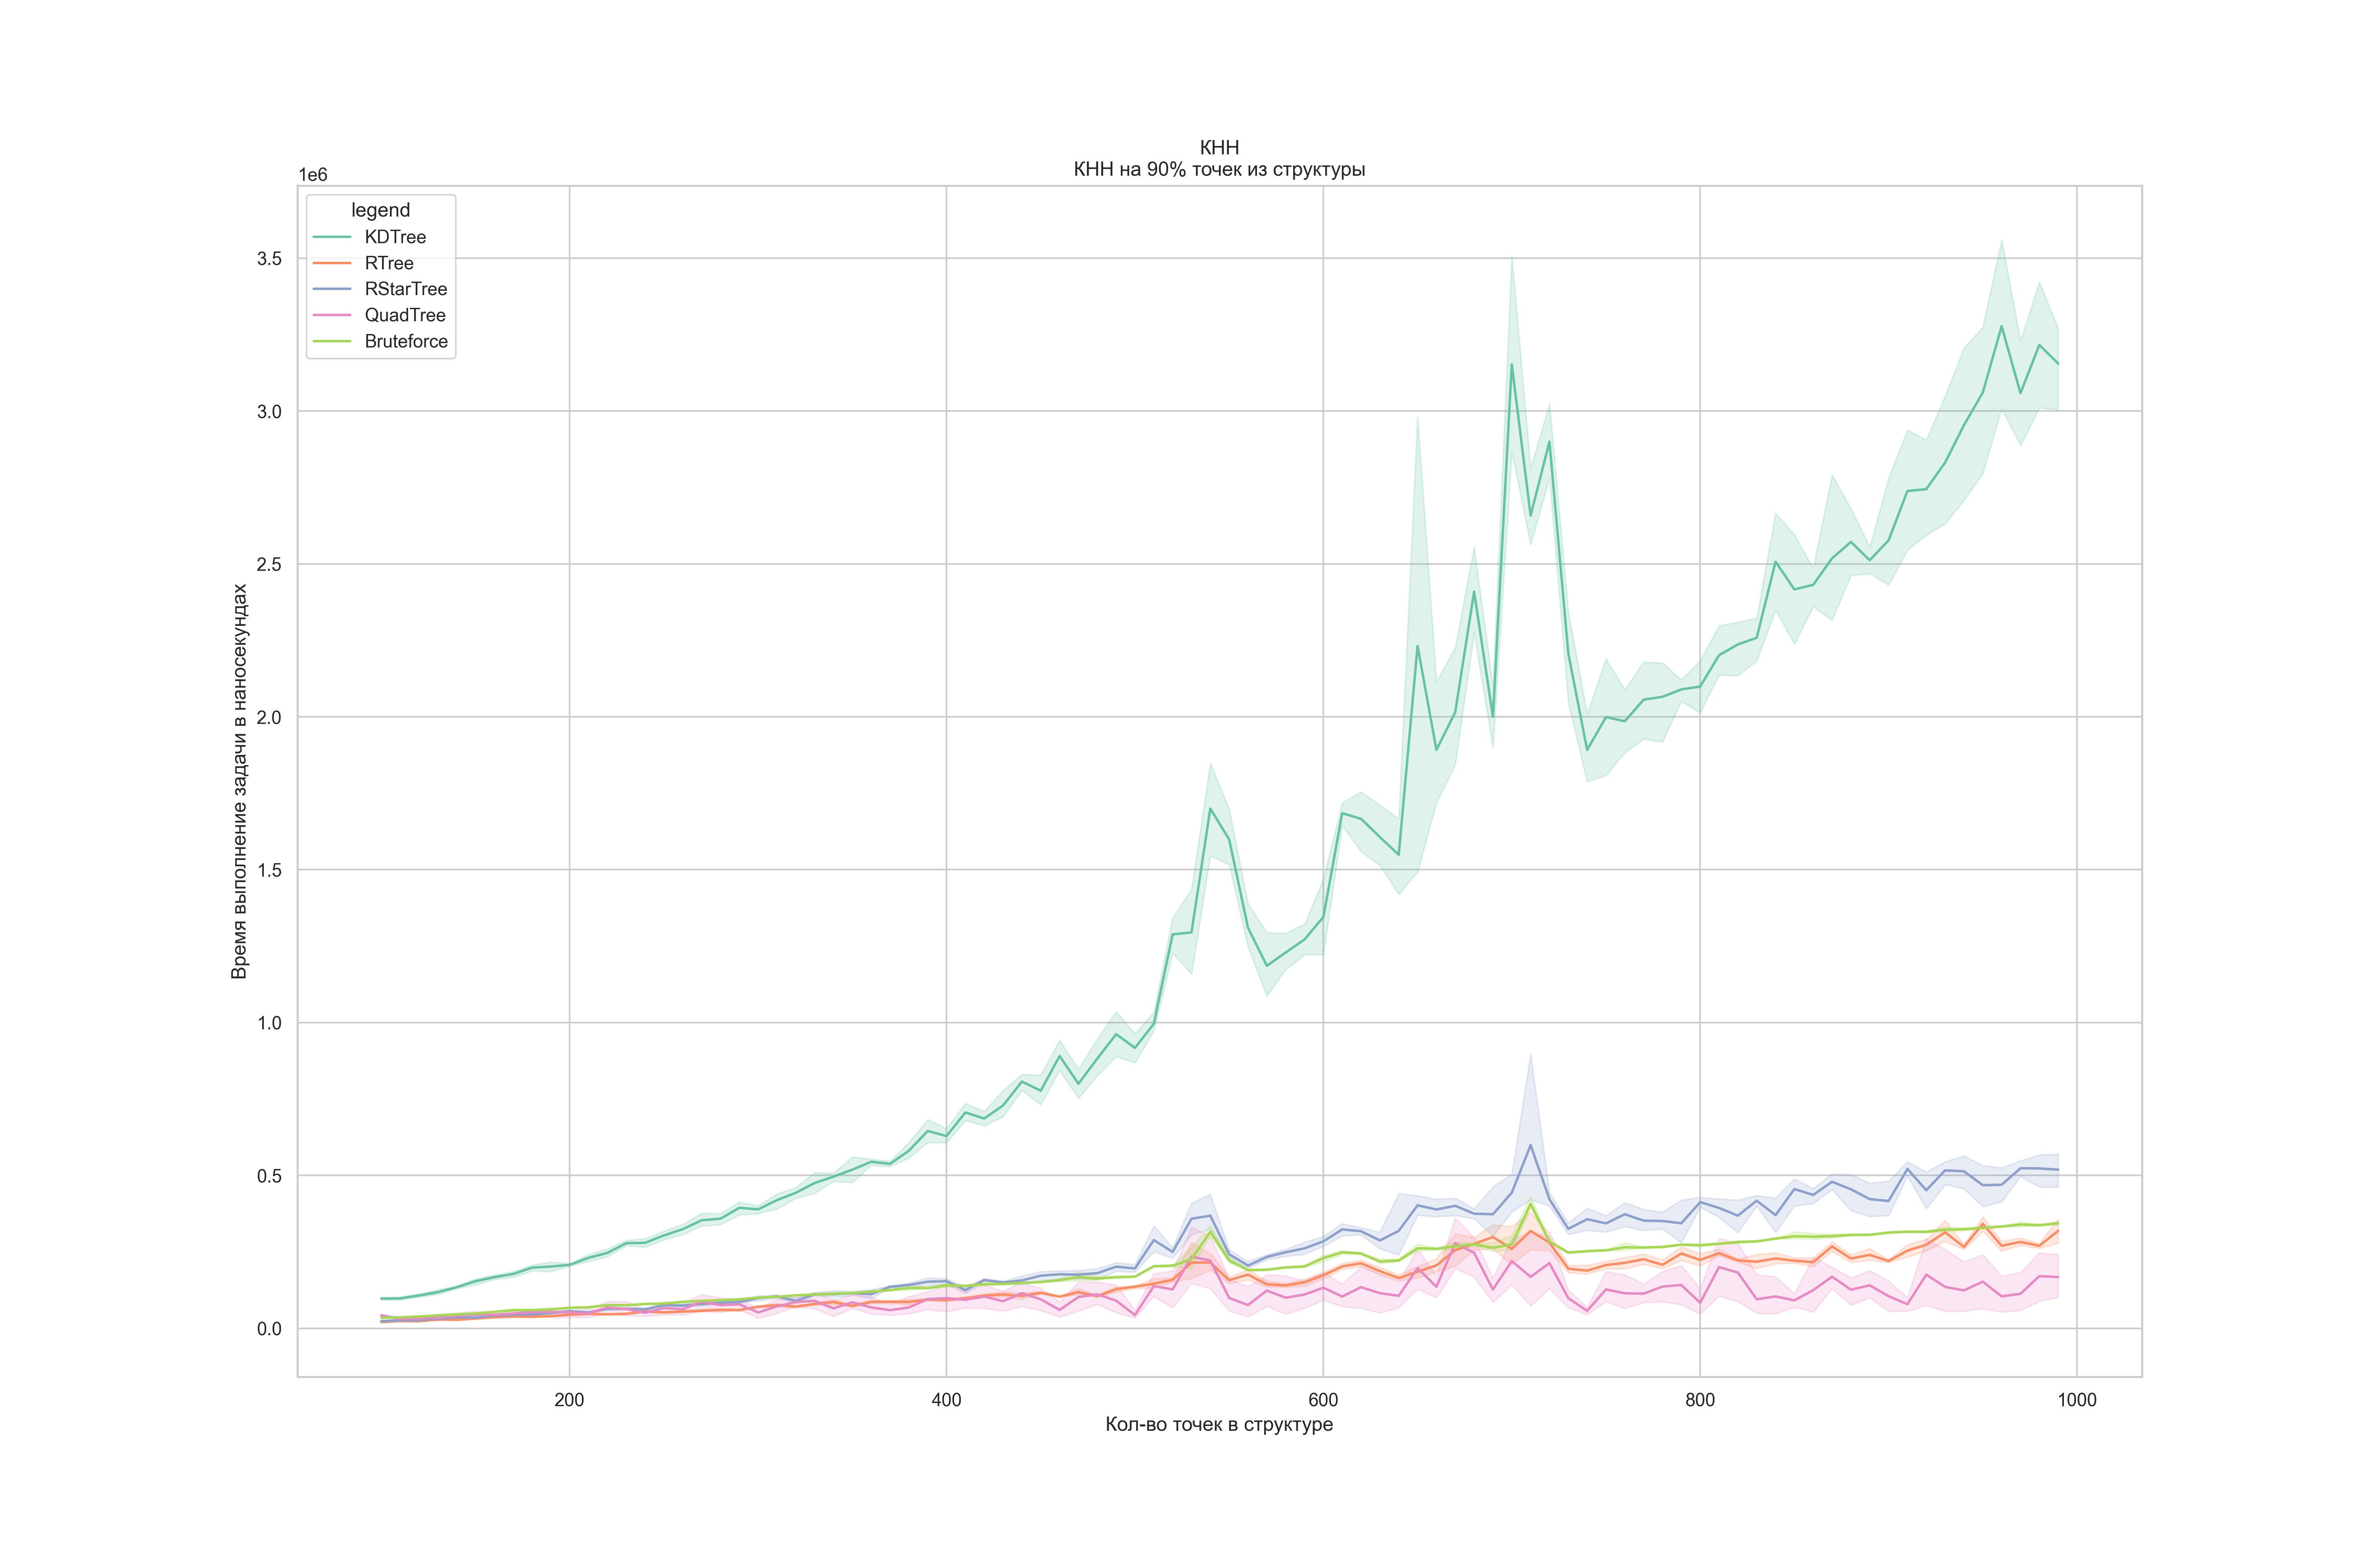 КНН
КНН на 90% точек из структуры
1e6
legend
KDTree
RTree
RStarTree
QuadTree
Bruteforce
3.5
3.0
2.5
2.0
1.5
1.0
0.5
0.0
Время выполнение задачи в наносекундах
200 400 600 800 1000
Кол-во точек в структуре